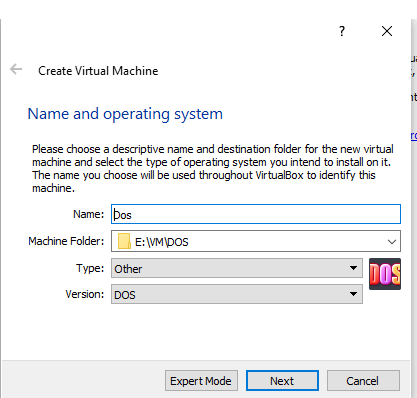 ?
Create Virtual Machine
Name and operating system
Please choose a descriptive name and destination folder for the new virtual
machine and select the type of operating system you intend to install on it.
The name you choose will be used throughout VirtualBox to identify this
machine.
Name: Dos
Machine Folder: E:\VM\DOS
Type: Other
DOS
Version: DOS
Expert Mode Next Cancel